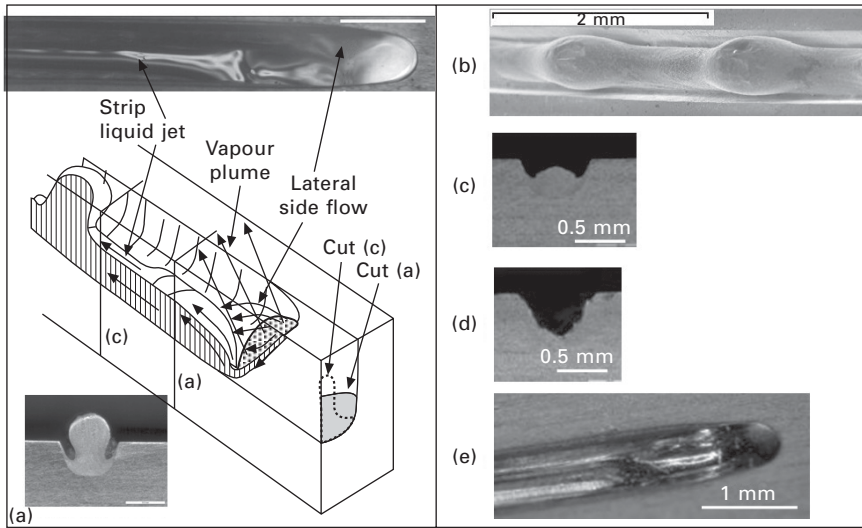 Strip
liquid jet
Vapour
plume
Lateral
side flow
Cut (c)
Cut (a)
(c)
(a)
(a)
2 mm
(b)
(c)
0.5 mm
(d)
0.5 mm
(e)
1 mm